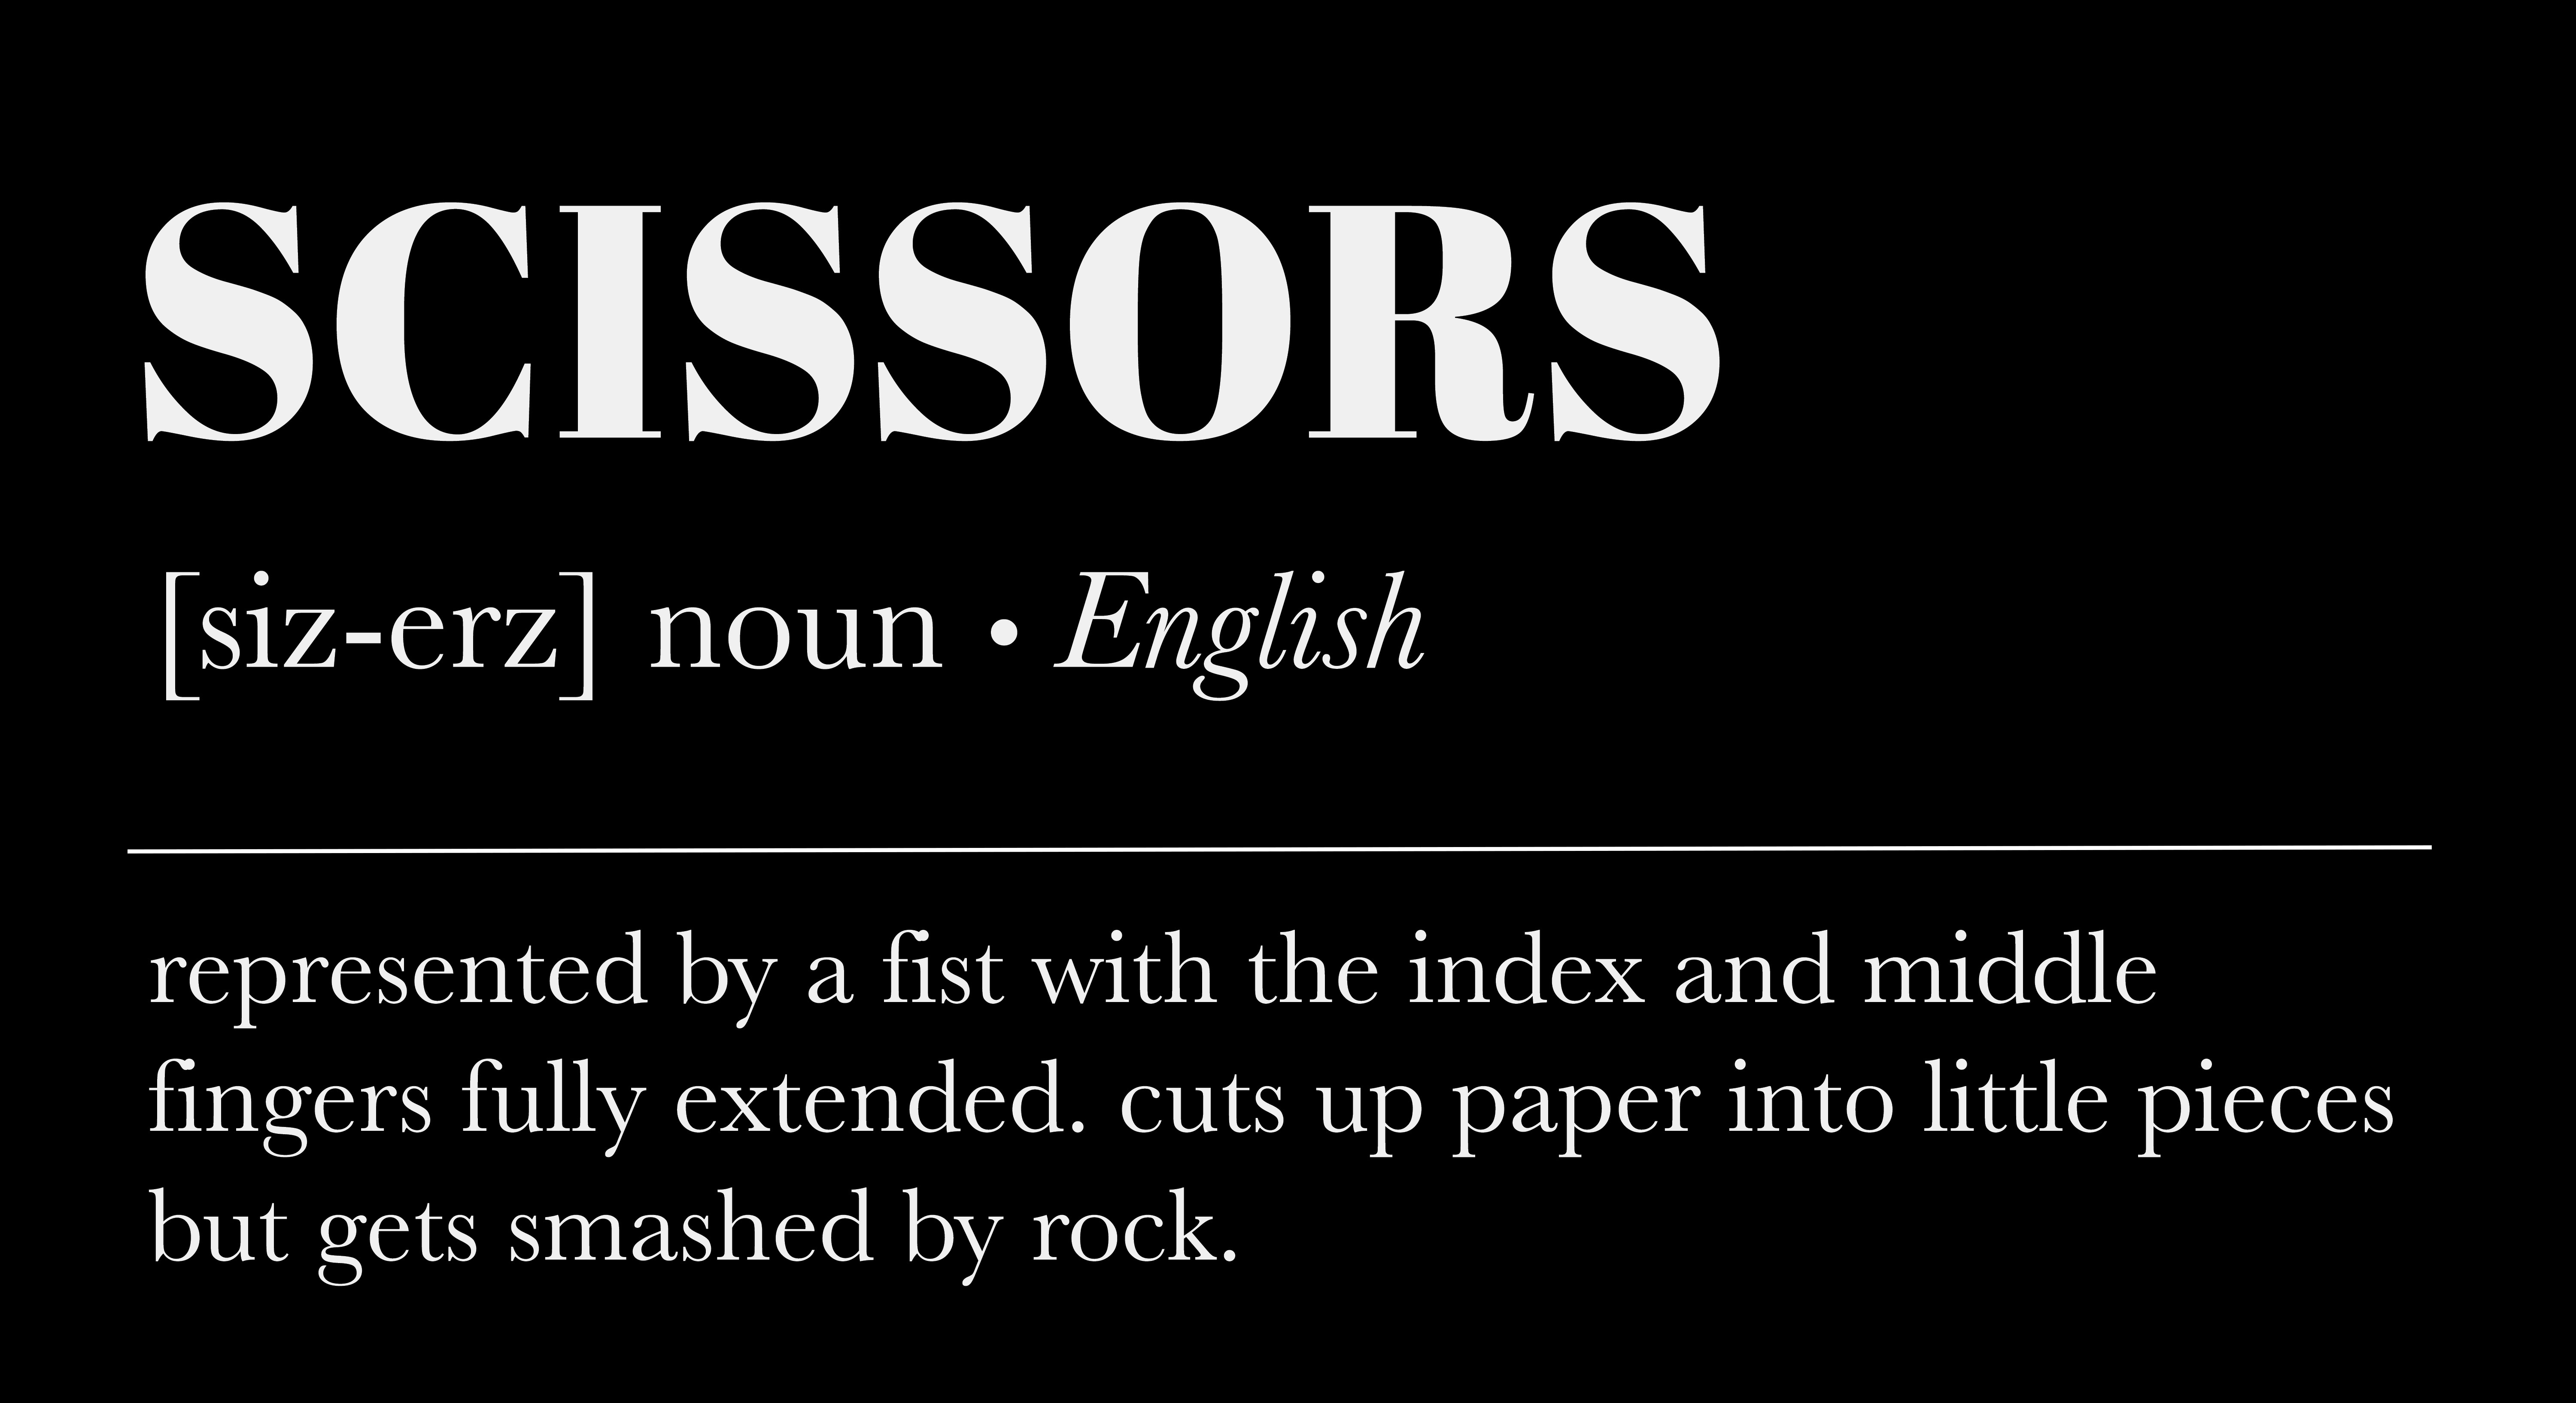 SCISSORS
[siz-erz] noun • English
represented by a fist with the index and middle
fingers fully extended. cuts up paper into little pieces
but gets smashed by rock.